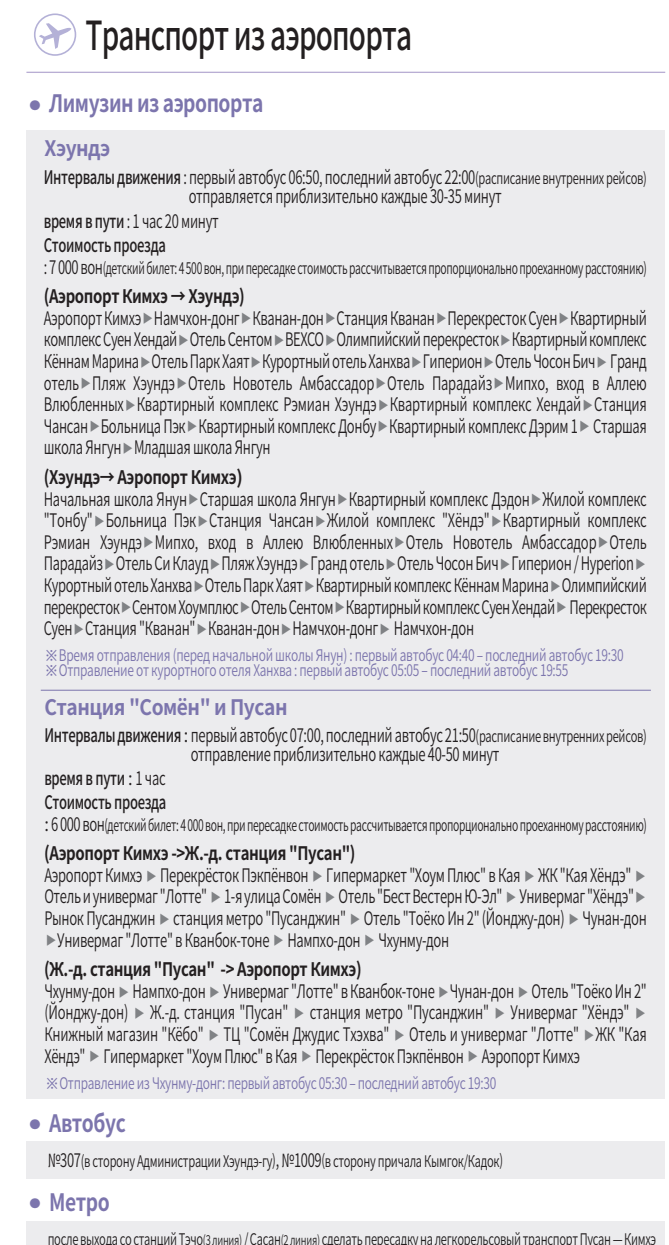 Транспорт из аэропорта
● Лимузин из аэропорта
Хэундэ
Интервалы движения : первый автобус 06:50, последний автобус 22:00(расписание внутренних рейсов)
отправляется приблизительно каждые 30-35 минут
время в пути : 1 час 20 минут
Стоимость проезда
: 7 000 вон(детский билет: 4 500 вон, при пересадке стоимость рассчитывается пропорционально проеханному расстоянию)
(Аэропорт Кимхэ → Хэундэ)
Аэропорт Кимхэ ▶ Намчхон-донг ▶ Кванан-дон ▶ Станция Кванан ▶ Перекресток Суен ▶ Квартирный
комплекс Суен Хендай ▶ Отель Сентом ▶ BEXCO ▶ Олимпийский перекресток ▶ Квартирный комплекс
Кённам Марина ▶ Отель Парк Хаят ▶ Курортный отель Ханхва ▶ Гиперион ▶ Отель Чосон Бич ▶ Гранд
отель ▶ Пляж Хэундэ ▶ Отель Новотель Амбассадор ▶ Отель Парадайз ▶ Мипхо, вход в Аллею
Влюбленных ▶ Квартирный комплекс Рэмиан Хэундэ ▶ Квартирный комплекс Хендай ▶ Станция
Чансан ▶ Больница Пэк ▶ Квартирный комплекс Донбу ▶ Квартирный комплекс Дэрим 1 ▶ Старшая
школа Янгун ▶ Младшая школа Янгун
(Хэундэ→ Аэропорт Кимхэ)
Начальная школа Янун ▶ Старшая школа Янгун ▶ Квартирный комплекс Дэдон ▶ Жилой комплекс
"Тонбу" ▶ Больница Пэк ▶ Станция Чансан ▶ Жилой комплекс "Хёндэ" ▶ Квартирный комплекс
Рэмиан Хэундэ ▶ Мипхо, вход в Аллею Влюбленных ▶ Отель Новотель Амбассадор ▶ Отель
Парадайз ▶ Отель Си Клауд ▶ Пляж Хэундэ ▶ Гранд отель ▶ Отель Чосон Бич ▶ Гиперион / Hyperion ▶
Курортный отель Ханхва ▶ Отель Парк Хаят ▶ Квартирный комплекс Кённам Марина ▶ Олимпийский
перекресток ▶ Сентом Хоумплюс ▶ Отель Сентом ▶ Квартирный комплекс Суен Хендай ▶ Перекресток
Суен ▶ Станция "Кванан" ▶ Кванан-дон ▶ Намчхон-донг ▶ Намчхон-дон
※ Время отправления (перед начальной школы Янун) : первый автобус 04:40 – последний автобус 19:30
※ Отправление от курортного отеля Ханхва : первый автобус 05:05 – последний автобус 19:55
Станция "Сомён" и Пусан
Интервалы движения : первый автобус 07:00, последний автобус 21:50(расписание внутренних рейсов)
отправление приблизительно каждые 40-50 минут
время в пути : 1 час
Стоимость проезда
: 6 000 вон(детский билет: 4 000 вон, при пересадке стоимость рассчитывается пропорционально проеханному расстоянию)
(Аэропорт Кимхэ ->Ж.-д. станция "Пусан")
Аэропорт Кимхэ ▶ Перекрёсток Пэкпёнвон ▶ Гипермаркет "Хоум Плюс" в Кая ▶ ЖК "Кая Хёндэ" ▶
Отель и универмаг "Лотте" ▶ 1-я улица Сомён ▶ Отель "Бест Вестерн Ю-Эл" ▶ Универмаг "Хёндэ" ▶
Рынок Пусанджин ▶ станция метро "Пусанджин" ▶ Отель "Тоёко Ин 2" (Йонджу-дон) ▶ Чунан-дон
▶ Универмаг "Лотте" в Кванбок-тоне ▶ Нампхо-дон ▶ Чхунму-дон
(Ж.-д. станция "Пусан" -> Аэропорт Кимхэ)
Чхунму-дон ▶ Нампхо-дон ▶ Универмаг "Лотте" в Кванбок-тоне ▶ Чунан-дон ▶ Отель "Тоёко Ин 2"
(Йонджу-дон) ▶ Ж.-д. станция "Пусан" ▶ станция метро "Пусанджин" ▶ Универмаг "Хёндэ" ▶
Книжный магазин "Кёбо" ▶ ТЦ "Сомён Джудис Тхэхва" ▶ Отель и универмаг "Лотте" ▶ ЖК "Кая
Хёндэ" ▶ Гипермаркет "Хоум Плюс" в Кая ▶ Перекрёсток Пэкпёнвон ▶ Аэропорт Кимхэ
※ Отправление из Чхунму-донг: первый автобус 05:30 – последний автобус 19:30
● Автобус
№307(в сторону Администрации Хэундэ-гу), №1009(в сторону причала Кымгок/Кадок)
● Метро
после выхода со станций Тэчо(3 линия) / Сасан(2 линия) сделать пересадку на легкорельсовый транспорт Пусан — Кимхэ